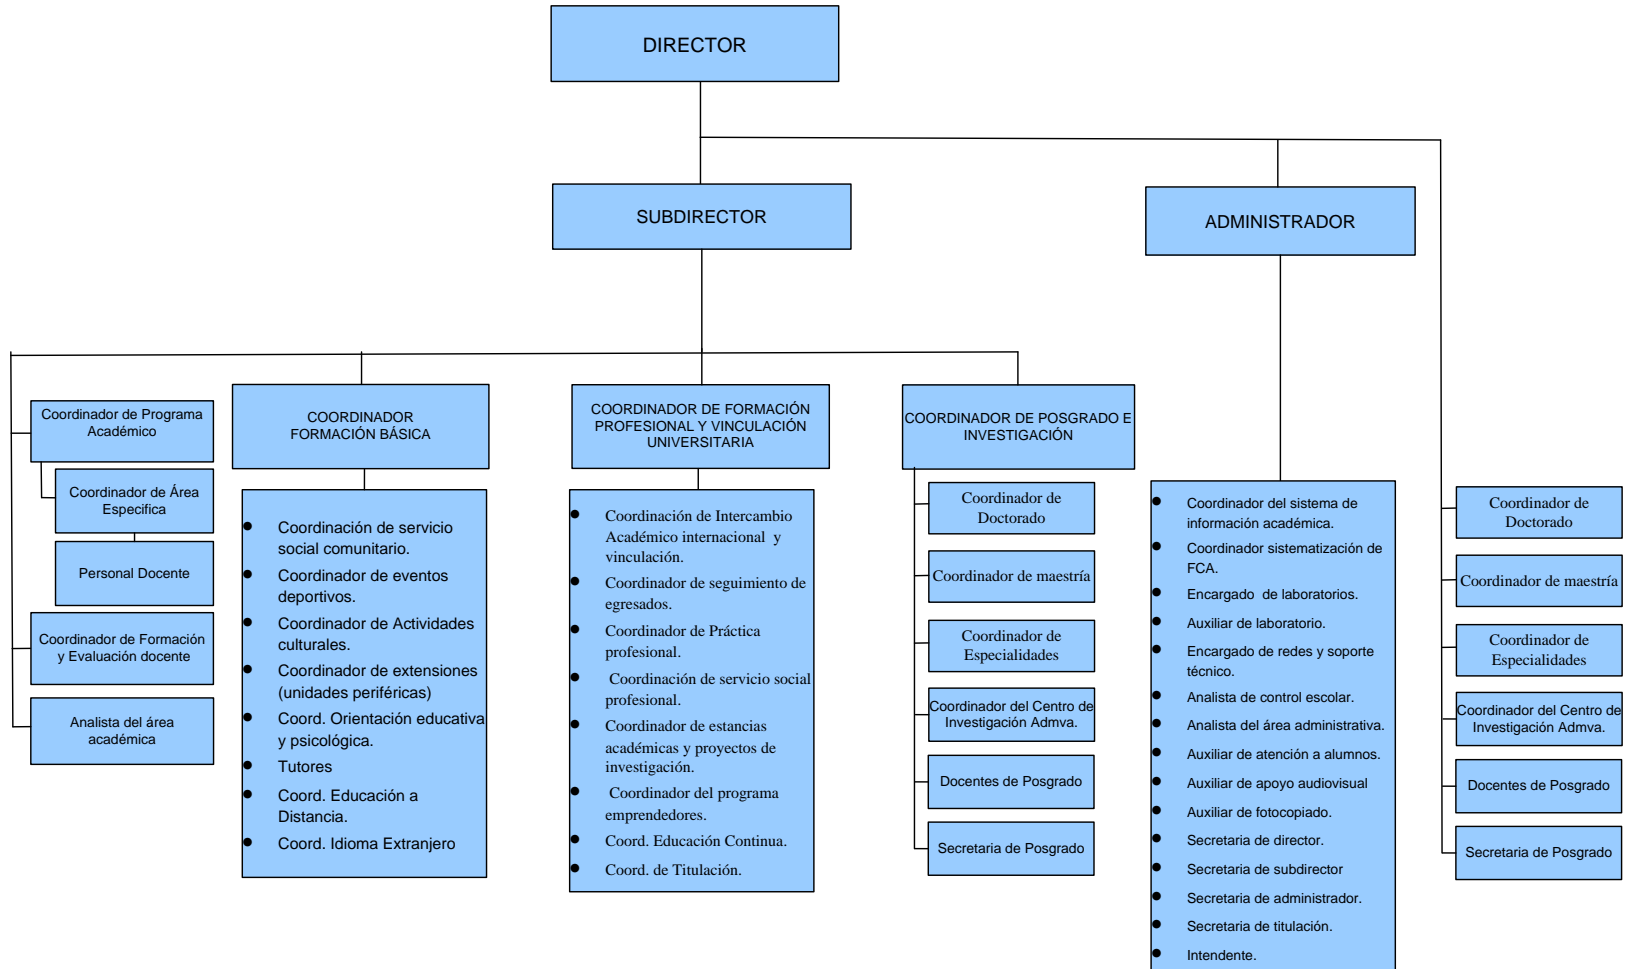 DIRECTOR
SUBDIRECTOR
ADMINISTRADOR
Coordinador de Programa
Académico
Coordinador de Área
Especifica
Personal Docente
Coordinador de Formación
y Evaluación docente
Analista del área
académica
COORDINADOR
FORMACIÓN BÁSICA
• Coordinación de servicio
social comunitario.
• Coordinador de eventos
deportivos.
• Coordinador de Actividades
culturales.
• Coordinador de extensiones
(unidades periféricas)
• Coord. Orientación educativa
y psicológica.
• Tutores
• Coord. Educación a
Distancia.
• Coord. Idioma Extranjero
COORDINADOR DE FORMACIÓN
PROFESIONAL Y VINCULACIÓN
UNIVERSITARIA
• Coordinación de Intercambio
Académico internacional y
vinculación.
• Coordinador de seguimiento de
egresados.
• Coordinador de Práctica
profesional.
• Coordinación de servicio social
profesional.
• Coordinador de estancias
académicas y proyectos de
investigación.
• Coordinador del programa
emprendedores.
• Coord. Educación Continua.
• Coord. de Titulación.
COORDINADOR DE POSGRADO E
INVESTIGACIÓN
Coordinador de
Doctorado
Coordinador de maestría
Coordinador de
Especialidades
Coordinador del Centro de
Investigación Admva.
Docentes de Posgrado
Secretaria de Posgrado
• Coordinador del sistema de
información académica.
• Coordinador sistematización de
FCA.
• Encargado de laboratorios.
• Auxiliar de laboratorio.
• Encargado de redes y soporte
técnico.
• Analista de control escolar.
• Analista del área administrativa.
• Auxiliar de atención a alumnos.
• Auxiliar de apoyo audiovisual
• Auxiliar de fotocopiado.
• Secretaria de director.
• Secretaria de subdirector
• Secretaria de administrador.
• Secretaria de titulación.
• Intendente.
Coordinador de
Doctorado
Coordinador de maestría
Coordinador de
Especialidades
Coordinador del Centro de
Investigación Admva.
Docentes de Posgrado
Secretaria de Posgrado